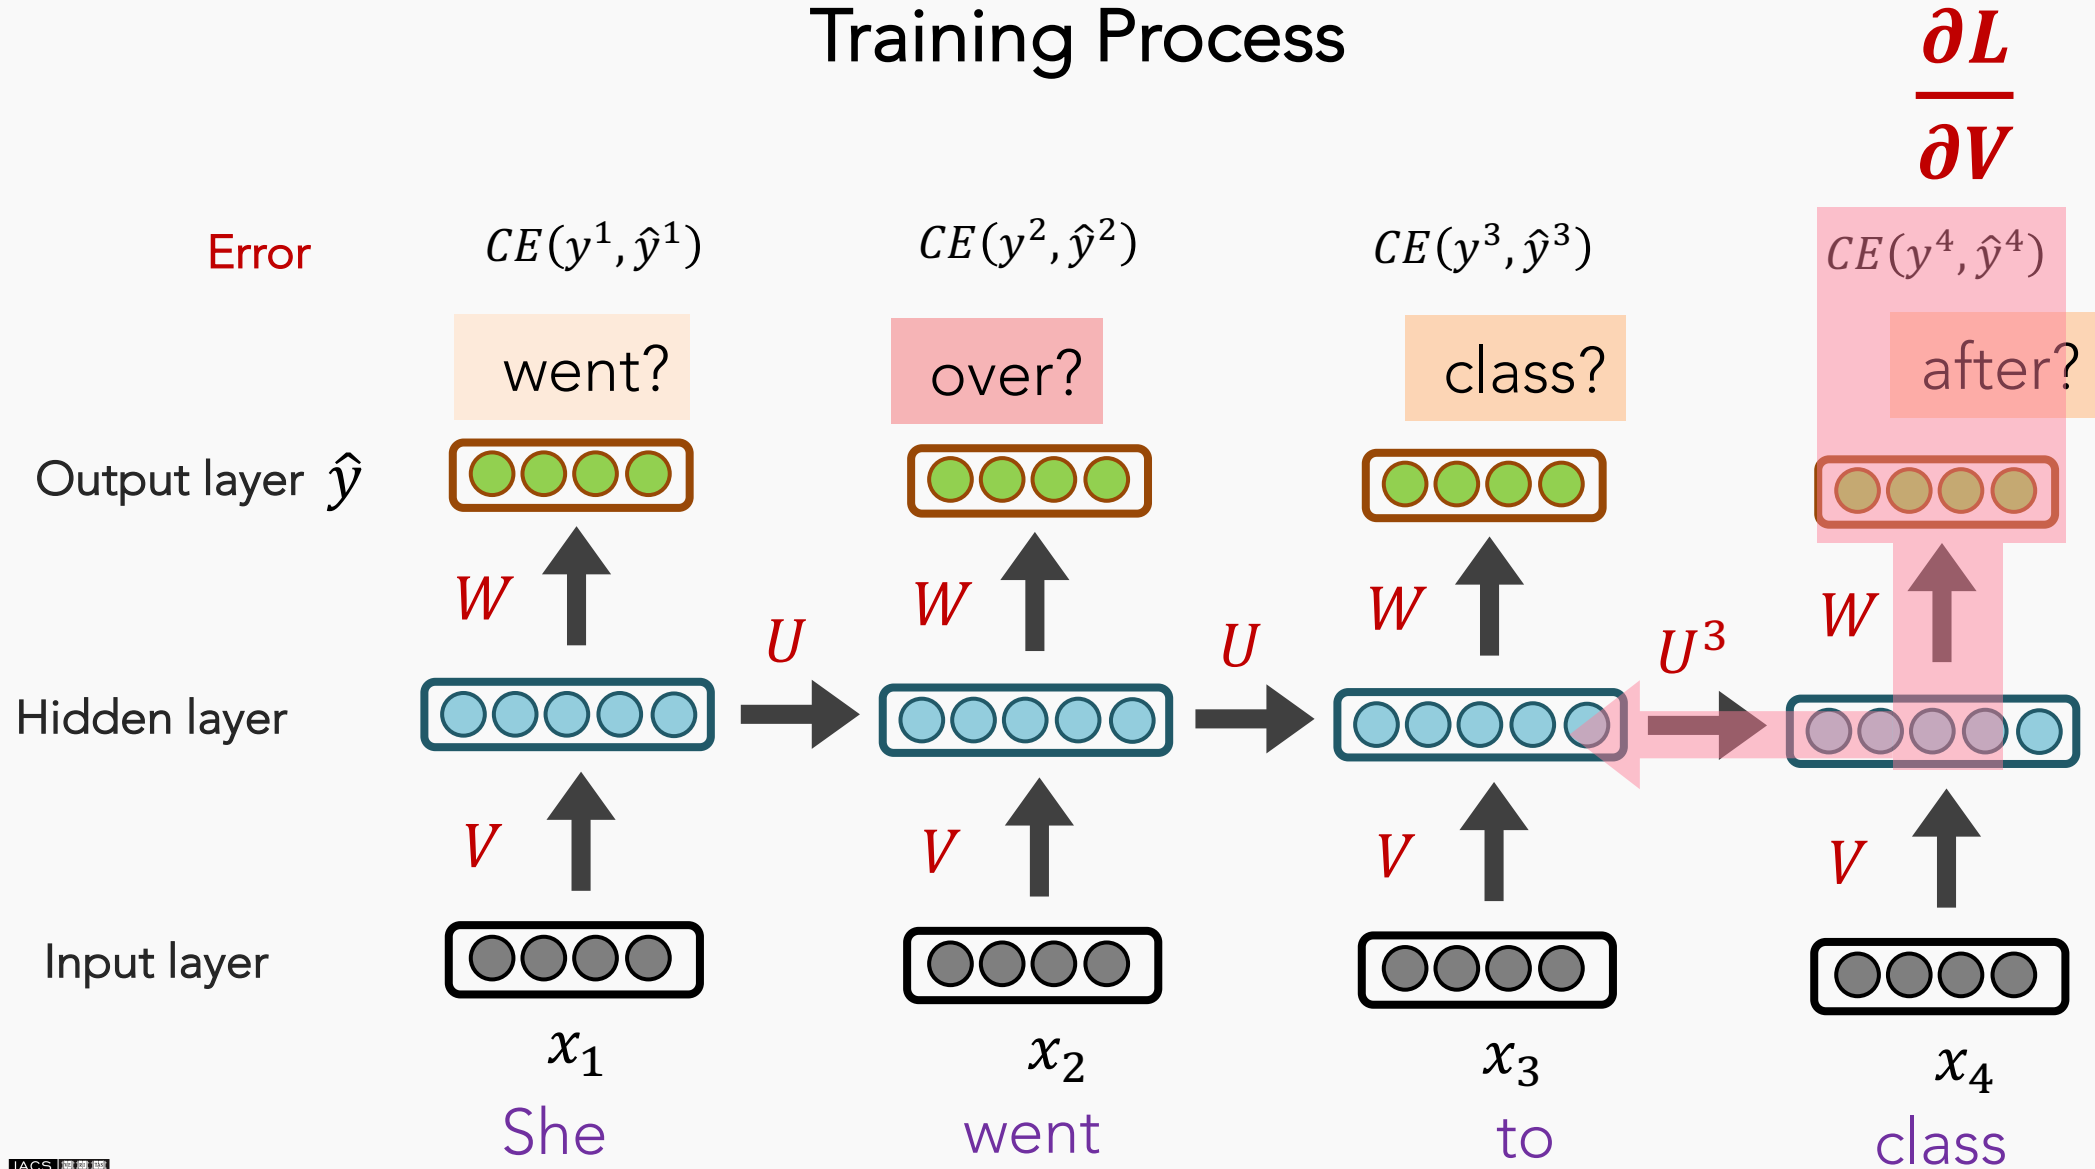 Training Process
∂L
∂V
Error CE(y¹, ŷ¹) CE(y², ŷ²) CE(y³, ŷ³) CE(y⁴, ŷ⁴)
went? over? class? after?
Output layer ŷ
W W W W
U U U³
Hidden layer
V V V V
Input layer
x₁ x₂ x₃ x₄
She went to class
IACS